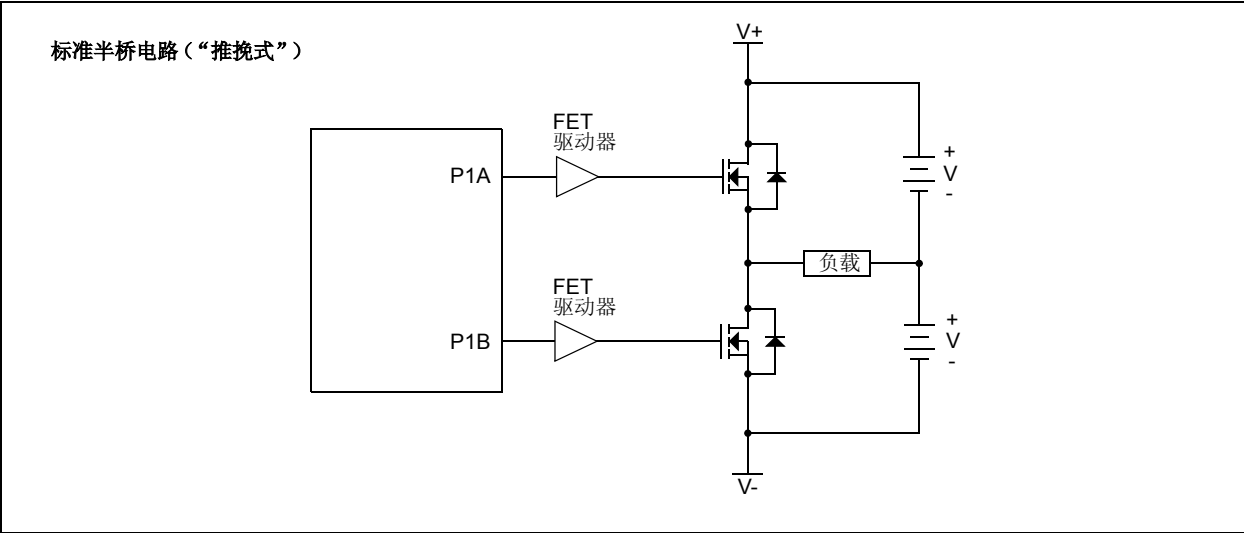 标准半桥电路（“推挽式”）
V+
FET
驱动器
P1A
+
V
-
负载
FET
驱动器
P1B
+
V
-
V-